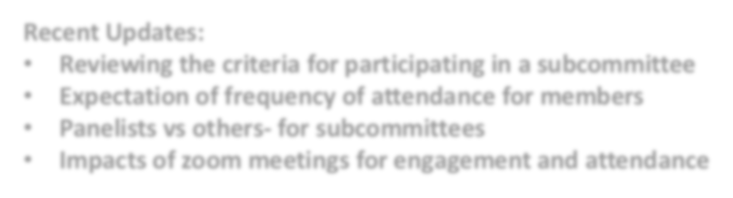 Recent Updates:
• Reviewing the criteria for participating in a subcommittee
• Expectation of frequency of attendance for members
• Panelists vs others- for subcommittees
• Impacts of zoom meetings for engagement and attendance